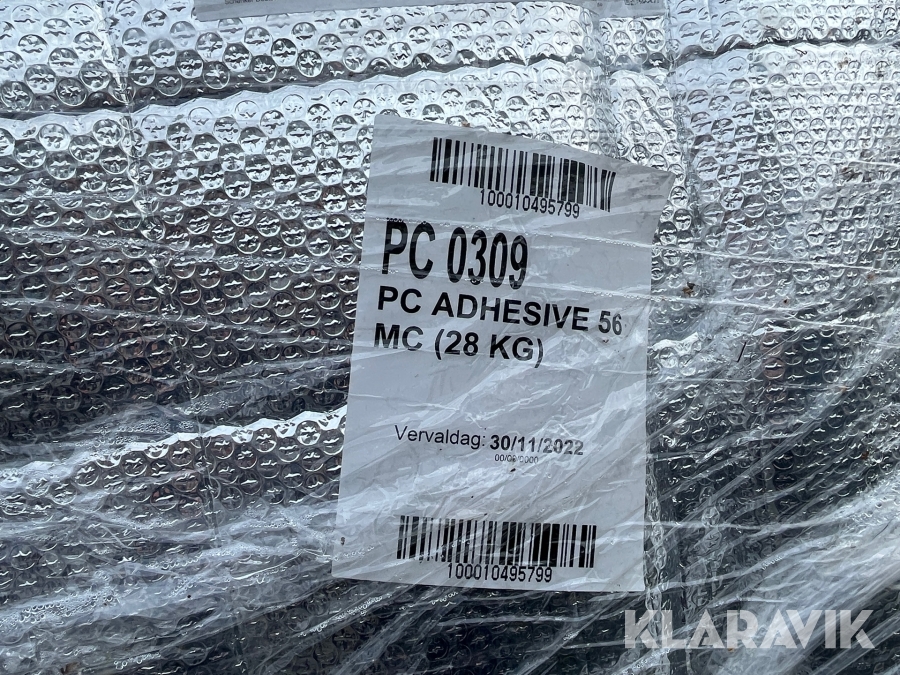 100010495799
PC 0309
PC ADHESIVE 56
MC (28 KG)
Vervaldag: 30/11/2022
00/00/0000
100010495799
KLARAVIK